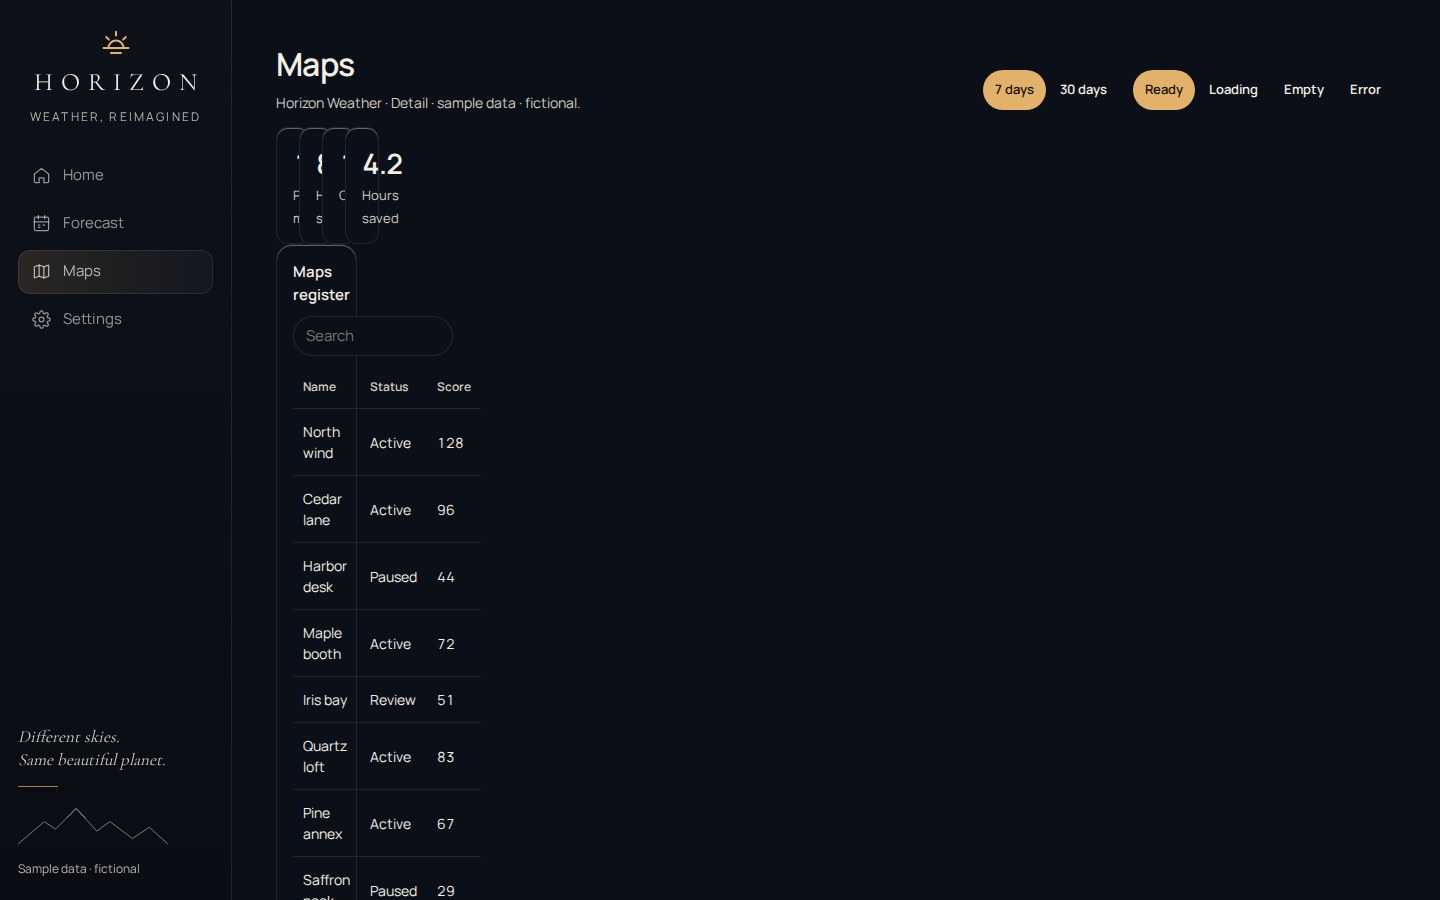 HORIZON
WEATHER, REIMAGINED
Home
Forecast
Maps
Settings
Different skies.
Same beautiful planet.
Sample data · fictional
Maps
Horizon Weather · Detail · sample data · fictional.
7 days
30 days
Ready
Loading
Empty
Error
4.2
Hours
saved
Maps
register
Search
Name Status Score
North wind Active 128
Cedar lane Active 96
Harbor desk Paused 44
Maple booth Active 72
Iris bay Review 51
Quartz loft Active 83
Pine annex Active 67
Saffron Paused 29